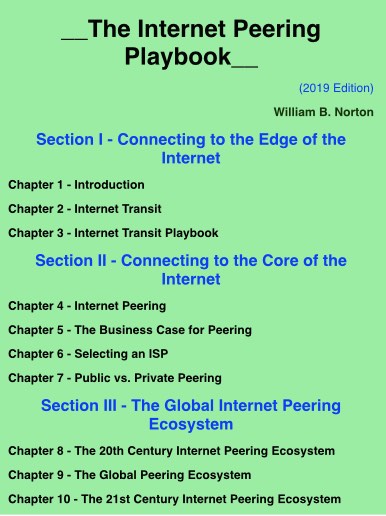 __The Internet Peering
Playbook__
(2019 Edition)
William B. Norton
Section I - Connecting to the Edge of the
Internet
Chapter 1 - Introduction
Chapter 2 - Internet Transit
Chapter 3 - Internet Transit Playbook
Section II - Connecting to the Core of the
Internet
Chapter 4 - Internet Peering
Chapter 5 - The Business Case for Peering
Chapter 6 - Selecting an ISP
Chapter 7 - Public vs. Private Peering
Section III - The Global Internet Peering
Ecosystem
Chapter 8 - The 20th Century Internet Peering Ecosystem
Chapter 9 - The Global Peering Ecosystem
Chapter 10 - The 21st Century Internet Peering Ecosystem